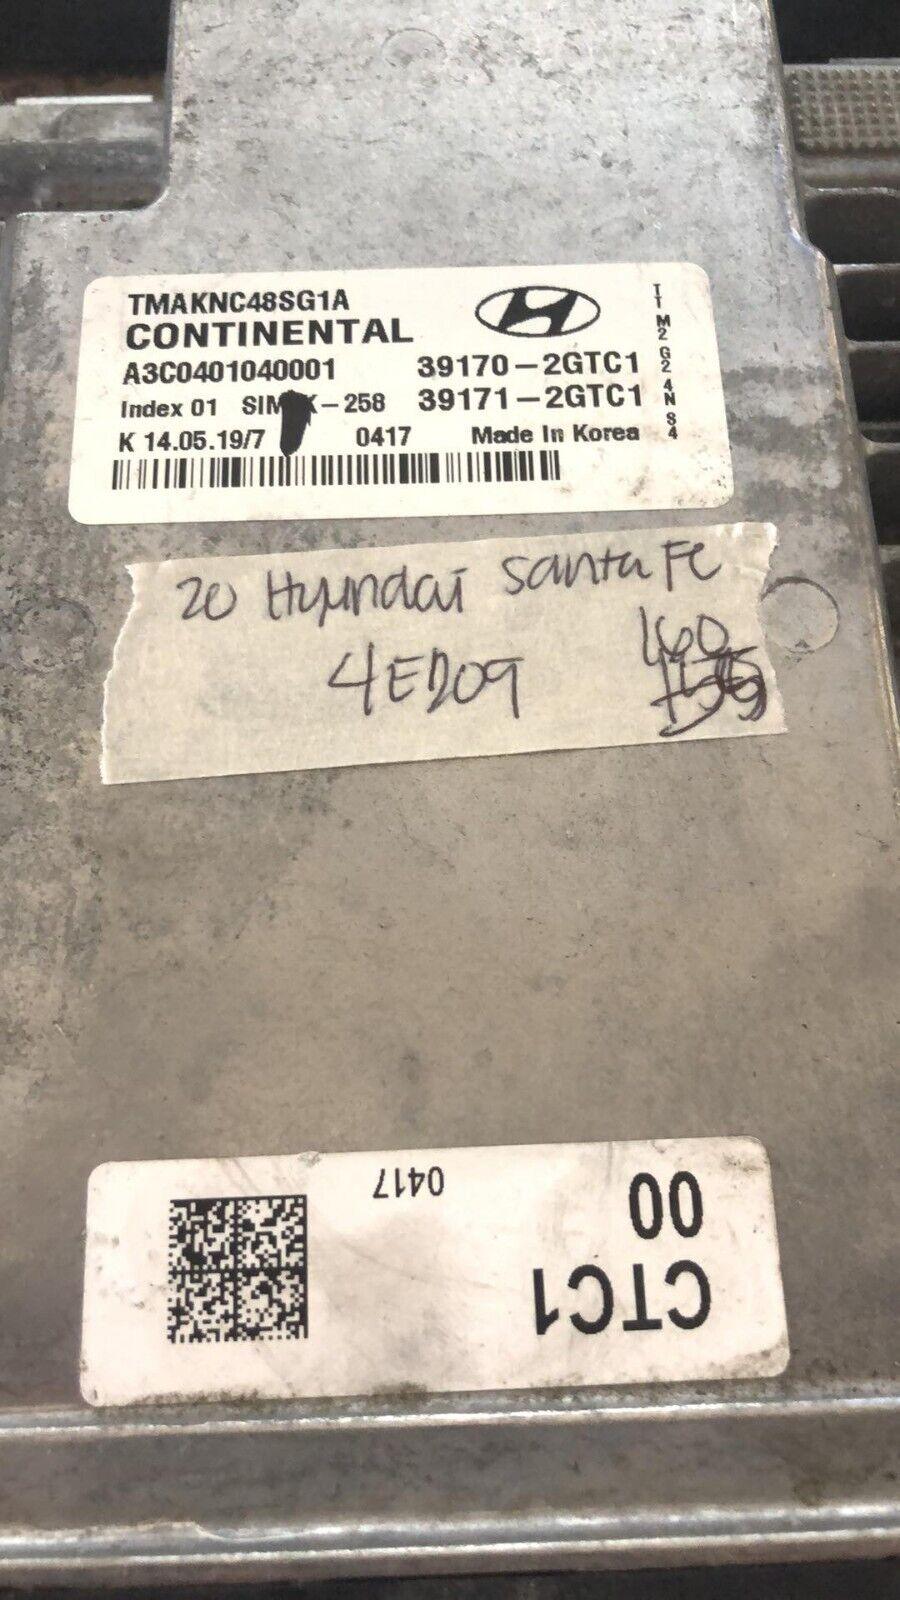 TMAKNC48SG1A
CONTINENTAL
A3C0401040001 39170-2GTC1
Index 01 39171-2GTC1
K 14.05.19/7 0417 Made In Korea
TTM2G24NS4
20 Hyundai Santa Fe
4E209 160
0417
00
CTC1